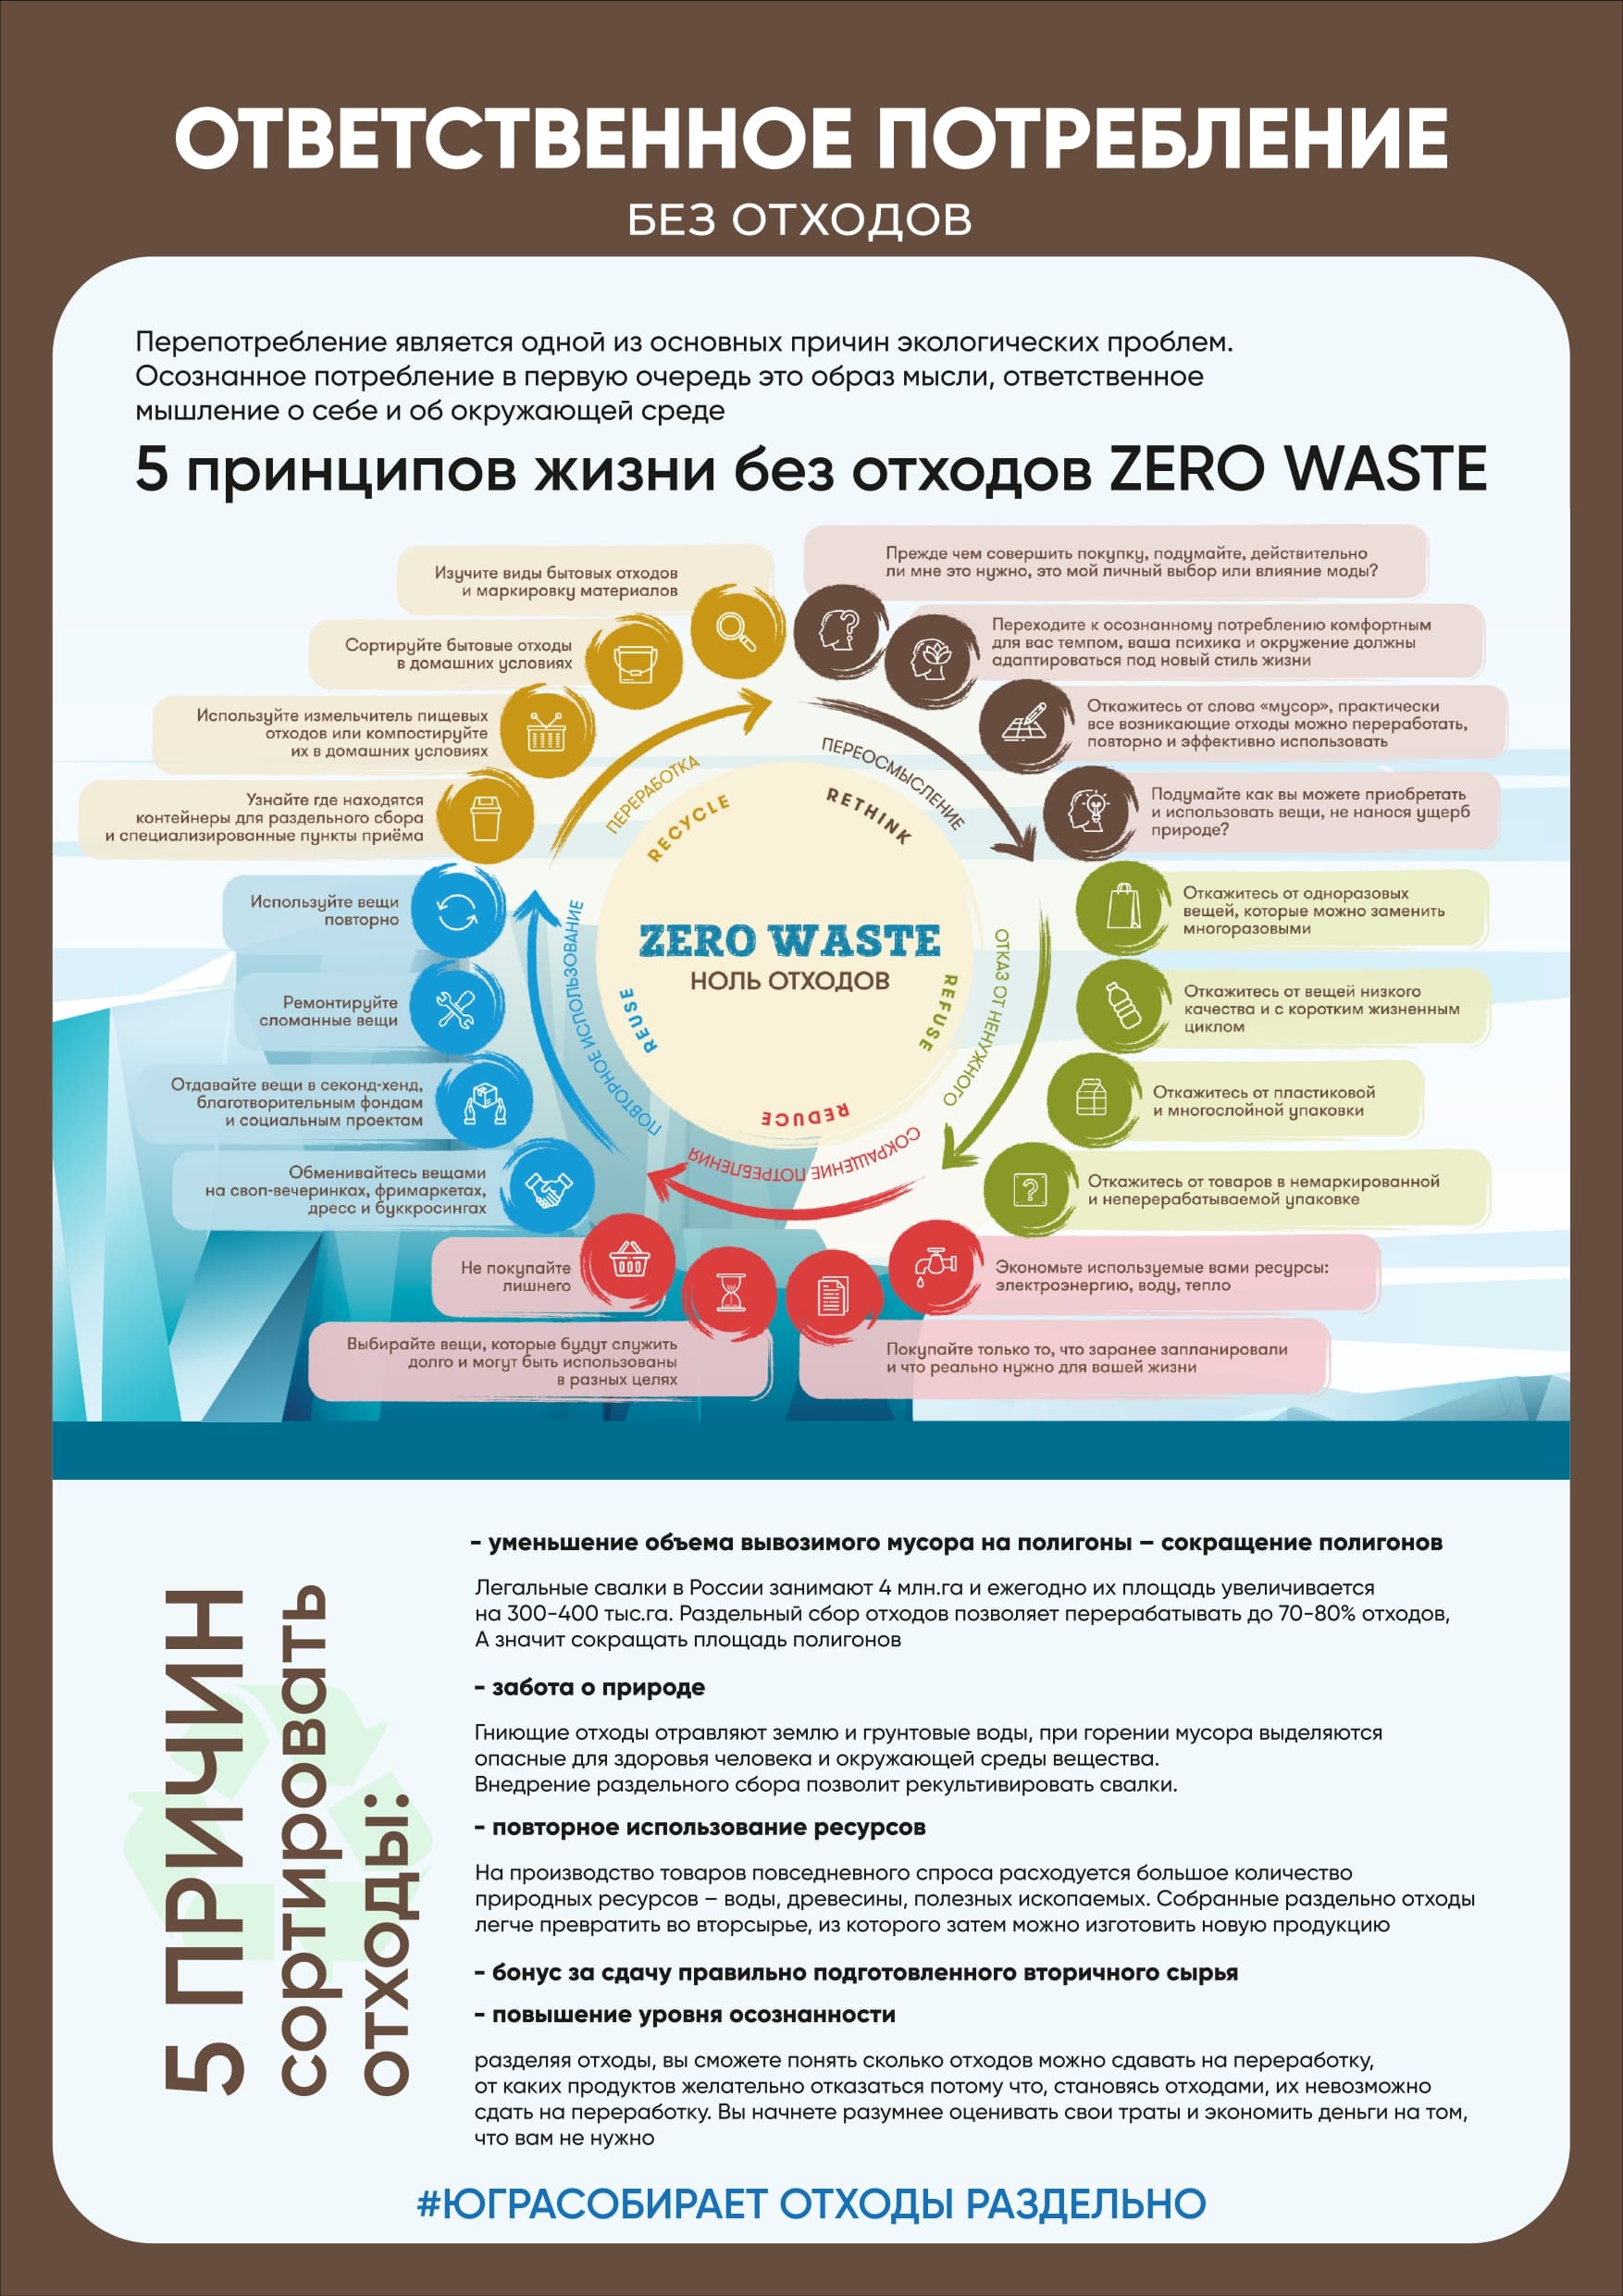 ОТВЕТСТВЕННОЕ ПОТРЕБЛЕНИЕ
БЕЗ ОТХОДОВ
Перепотребление является одной из основных причин экологических проблем.
Осознанное потребление в первую очередь это образ мысли, ответственное
мышление о себе и об окружающей среде
5 принципов жизни без отходов ZERO WASTE
Прежде чем совершить покупку, подумайте, действительно
ли мне это нужно, это мой личный выбор или влияние моды?
Переходите к осознанному потреблению комфортным
для вас темпом, ваша психика и окружение должны
адаптироваться под новый стиль жизни
Откажитесь от слова «мусор», практически
все возникающие отходы можно переработать,
повторно и эффективно использовать
Подумайте как вы можете приобретать
и использовать вещи, не нанося ущерб
природе?
Откажитесь от одноразовых
вещей, которые можно заменить
многоразовыми
Откажитесь от вещей низкого
качества и с коротким жизненным
циклом
Откажитесь от пластиковой
и многослойной упаковки
Откажитесь от товаров в немаркированной
и неперерабатываемой упаковке
Экономьте используемые вами ресурсы:
электроэнергию, воду, тепло
Покупайте только то, что заранее запланировали
и что реально нужно для вашей жизни
Выбирайте вещи, которые будут служить
долго и могут быть использованы
в разных целях
Не покупайте
лишнего
Обменивайтесь вещами
на своп-вечеринках, фримаркетах,
дресс и буккросингах
Отдавайте вещи в секонд-хенд,
благотворительным фондам
и социальным проектам
Ремонтируйте
сломанные вещи
Используйте вещи
повторно
Узнайте где находятся
контейнеры для раздельного сбора
и специализированные пункты приёма
Используйте измельчитель пищевых
отходов или компостируйте
их в домашних условиях
Сортируйте бытовые отходы
в домашних условиях
Изучите виды бытовых отходов
и маркировку материалов
ПЕРЕОСМЫСЛЕНИЕ
RETHINK
ОТКАЗ ОТ НЕНУЖНОГО
REFUSE
СОКРАЩЕНИЕ ПОТРЕБЛЕНИЯ
REDUCE
ПОВТОРНОЕ ИСПОЛЬЗОВАНИЕ
REUSE
ПЕРЕРАБОТКА
RECYCLE
ZERO WASTE
НОЛЬ ОТХОДОВ
5 ПРИЧИН
сортировать
отходы:
- уменьшение объема вывозимого мусора на полигоны – сокращение полигонов
Легальные свалки в России занимают 4 млн.га и ежегодно их площадь увеличивается
на 300-400 тыс.га. Раздельный сбор отходов позволяет перерабатывать до 70-80% отходов,
А значит сокращать площадь полигонов
- забота о природе
Гниющие отходы отравляют землю и грунтовые воды, при горении мусора выделяются
опасные для здоровья человека и окружающей среды вещества.
Внедрение раздельного сбора позволит рекультивировать свалки.
- повторное использование ресурсов
На производство товаров повседневного спроса расходуется большое количество
природных ресурсов – воды, древесины, полезных ископаемых. Собранные раздельно отходы
легче превратить во вторсырье, из которого затем можно изготовить новую продукцию
- бонус за сдачу правильно подготовленного вторичного сырья
- повышение уровня осознанности
разделяя отходы, вы сможете понять сколько отходов можно сдавать на переработку,
от каких продуктов желательно отказаться потому что, становясь отходами, их невозможно
сдать на переработку. Вы начнете разумнее оценивать свои траты и экономить деньги на том,
что вам не нужно
#ЮГРАСОБИРАЕТ ОТХОДЫ РАЗДЕЛЬНО